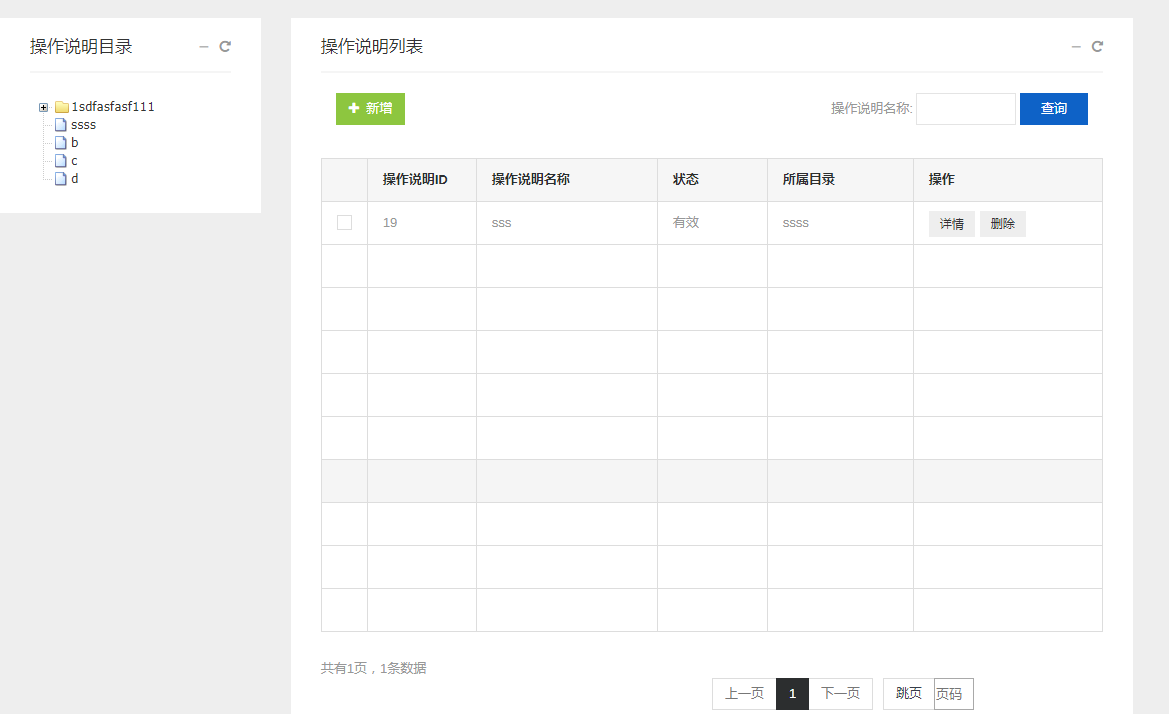 操作说明目录
1sdfasfasf111
ssss
b
c
d
操作说明列表
新增
操作说明名称: 查询
操作说明ID 操作说明名称 状态 所属目录 操作
19 sss 有效 ssss 详情 删除
共有1页，1条数据
上一页 1 下一页 跳页 页码